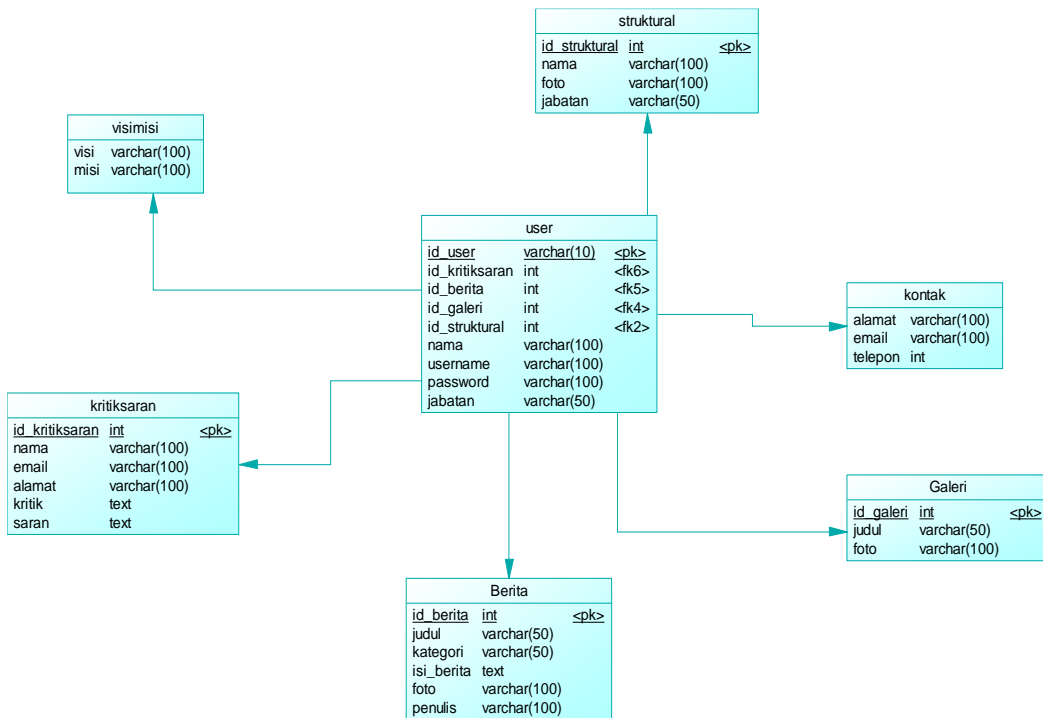 struktural
id_struktural int <pk>
nama varchar(100)
foto varchar(100)
jabatan varchar(50)
visimisi
visi varchar(100)
misi varchar(100)
user
id_user varchar(10) <pk>
id_kritiksaran int <fk6>
id_berita int <fk5>
id_galeri int <fk4>
id_struktural int <fk2>
nama varchar(100)
username varchar(100)
password varchar(100)
jabatan varchar(50)
kontak
alamat varchar(100)
email varchar(100)
telepon int
kritiksaran
id_kritiksaran int <pk>
nama varchar(100)
email varchar(100)
alamat varchar(100)
kritik text
saran text
Galeri
id_galeri int <pk>
judul varchar(50)
foto varchar(100)
Berita
id_berita int <pk>
judul varchar(50)
kategori varchar(50)
isi_berita text
foto varchar(100)
penulis varchar(100)